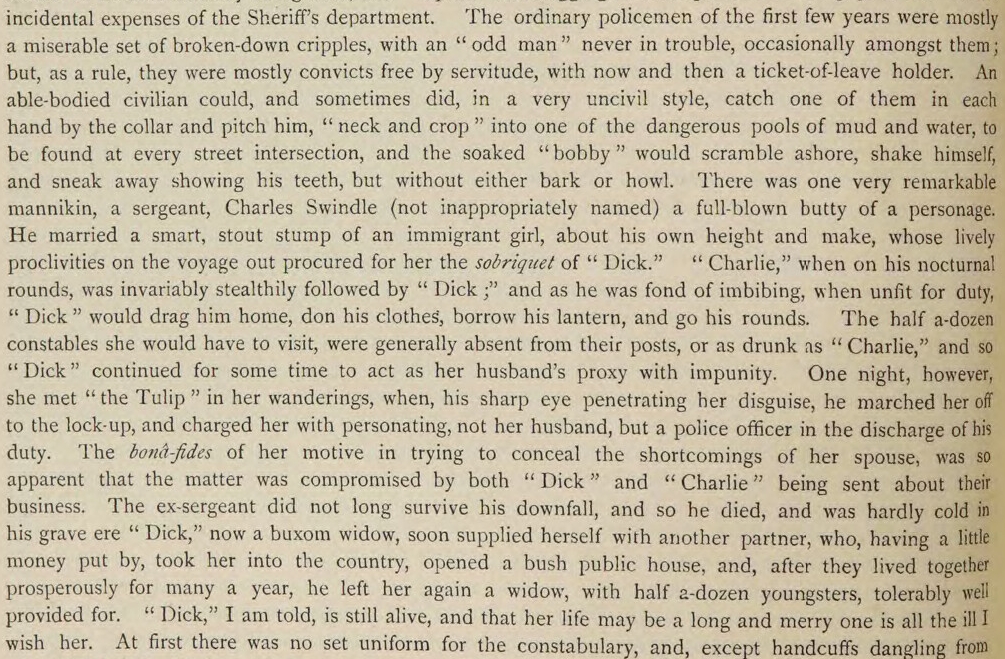 incidental expenses of the Sheriff's department. The ordinary policemen of the first few years were mostly
a miserable set of broken-down cripples, with an "odd man" never in trouble, occasionally amongst them;
but, as a rule, they were mostly convicts free by servitude, with now and then a ticket-of-leave holder. An
able-bodied civilian could, and sometimes did, in a very uncivil style, catch one of them in each
hand by the collar and pitch him, "neck and crop" into one of the dangerous pools of mud and water, to
be found at every street intersection, and the soaked "bobby" would scramble ashore, shake himself,
and sneak away showing his teeth, but without either bark or howl. There was one very remarkable
mannikin, a sergeant, Charles Swindle (not inappropriately named) a full-blown butty of a personage.
He married a smart, stout stump of an immigrant girl, about his own height and make, whose lively
proclivities on the voyage out procured for her the sobriquet of "Dick." "Charlie," when on his nocturnal
rounds, was invariably stealthily followed by "Dick;" and as he was fond of imbibing, when unfit for duty,
"Dick" would drag him home, don his clothes, borrow his lantern, and go his rounds. The half a-dozen
constables she would have to visit, were generally absent from their posts, or as drunk as "Charlie," and so
"Dick" continued for some time to act as her husband's proxy with impunity. One night, however,
she met "the Tulip" in her wanderings, when, his sharp eye penetrating her disguise, he marched her off
to the lock-up, and charged her with personating, not her husband, but a police officer in the discharge of his
duty. The bonâ-fides of her motive in trying to conceal the shortcomings of her spouse, was so
apparent that the matter was compromised by both "Dick" and "Charlie" being sent about their
business. The ex-sergeant did not long survive his downfall, and so he died, and was hardly cold in
his grave ere "Dick," now a buxom widow, soon supplied herself with another partner, who, having a little
money put by, took her into the country, opened a bush public house, and, after they lived together
prosperously for many a year, he left her again a widow, with half a-dozen youngsters, tolerably well
provided for. "Dick," I am told, is still alive, and that her life may be a long and merry one is all the ill I
wish her. At first there was no set uniform for the constabulary, and, except handcuffs dangling from